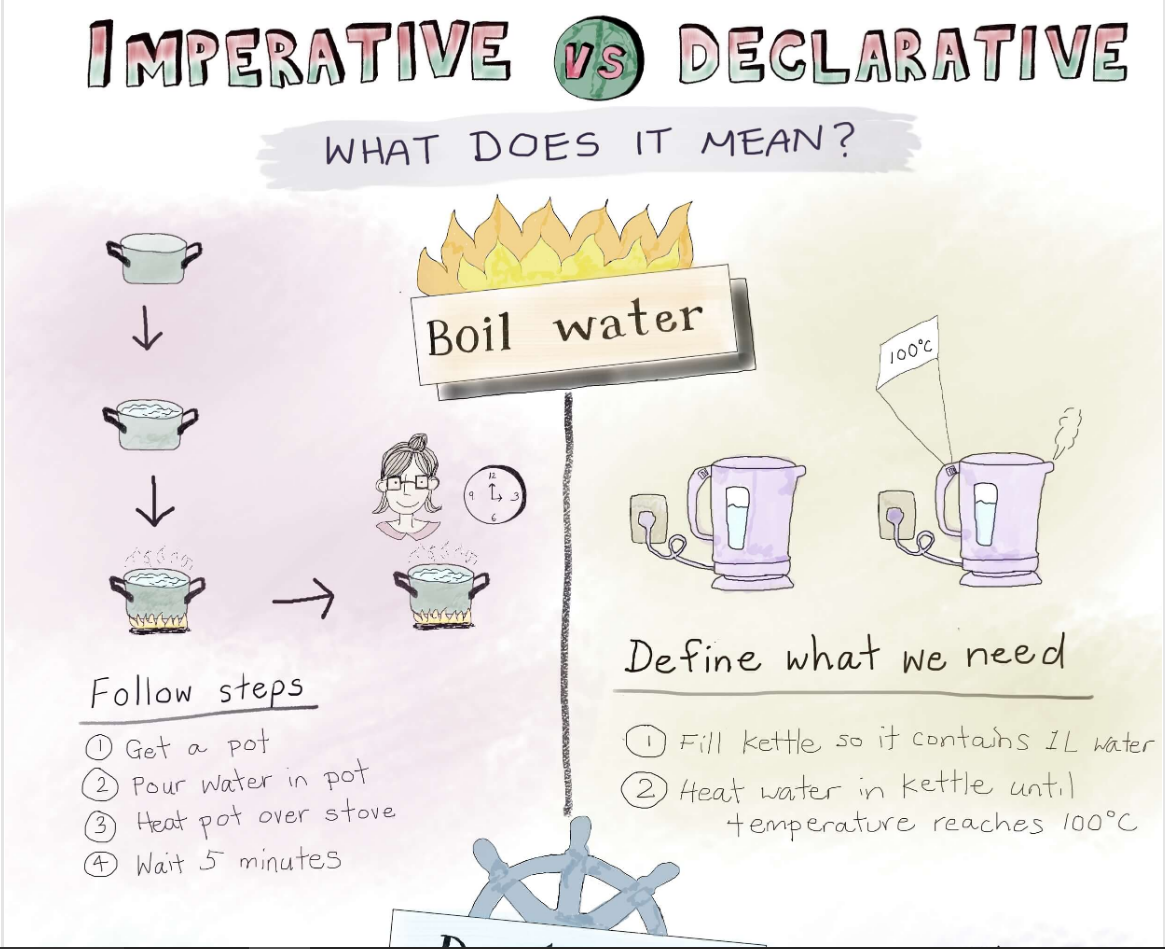 IMPERATIVE VS DECLARATIVE
WHAT DOES IT MEAN?
Boil water
100°C
12
9 3
6
Follow steps
1 Get a pot
2 Pour water in pot
3 Heat pot over stove
4 Wait 5 minutes
Define what we need
1 Fill kettle so it contains 1L water
2 Heat water in kettle until
temperature reaches 100°C